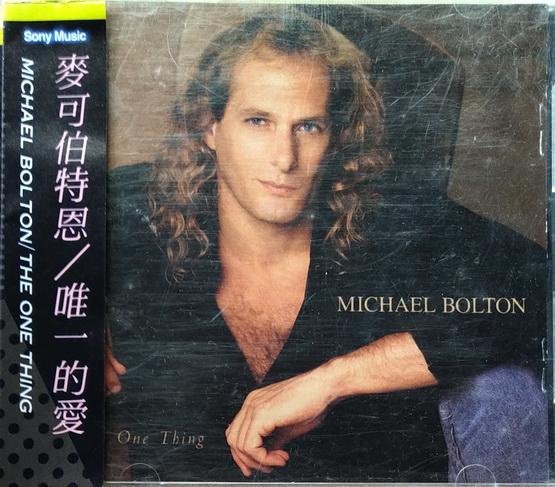 Sony Music
麥可伯特恩/唯一的愛
MICHAEL BOLTON/THE ONE THING
MICHAEL BOLTON
One Thing